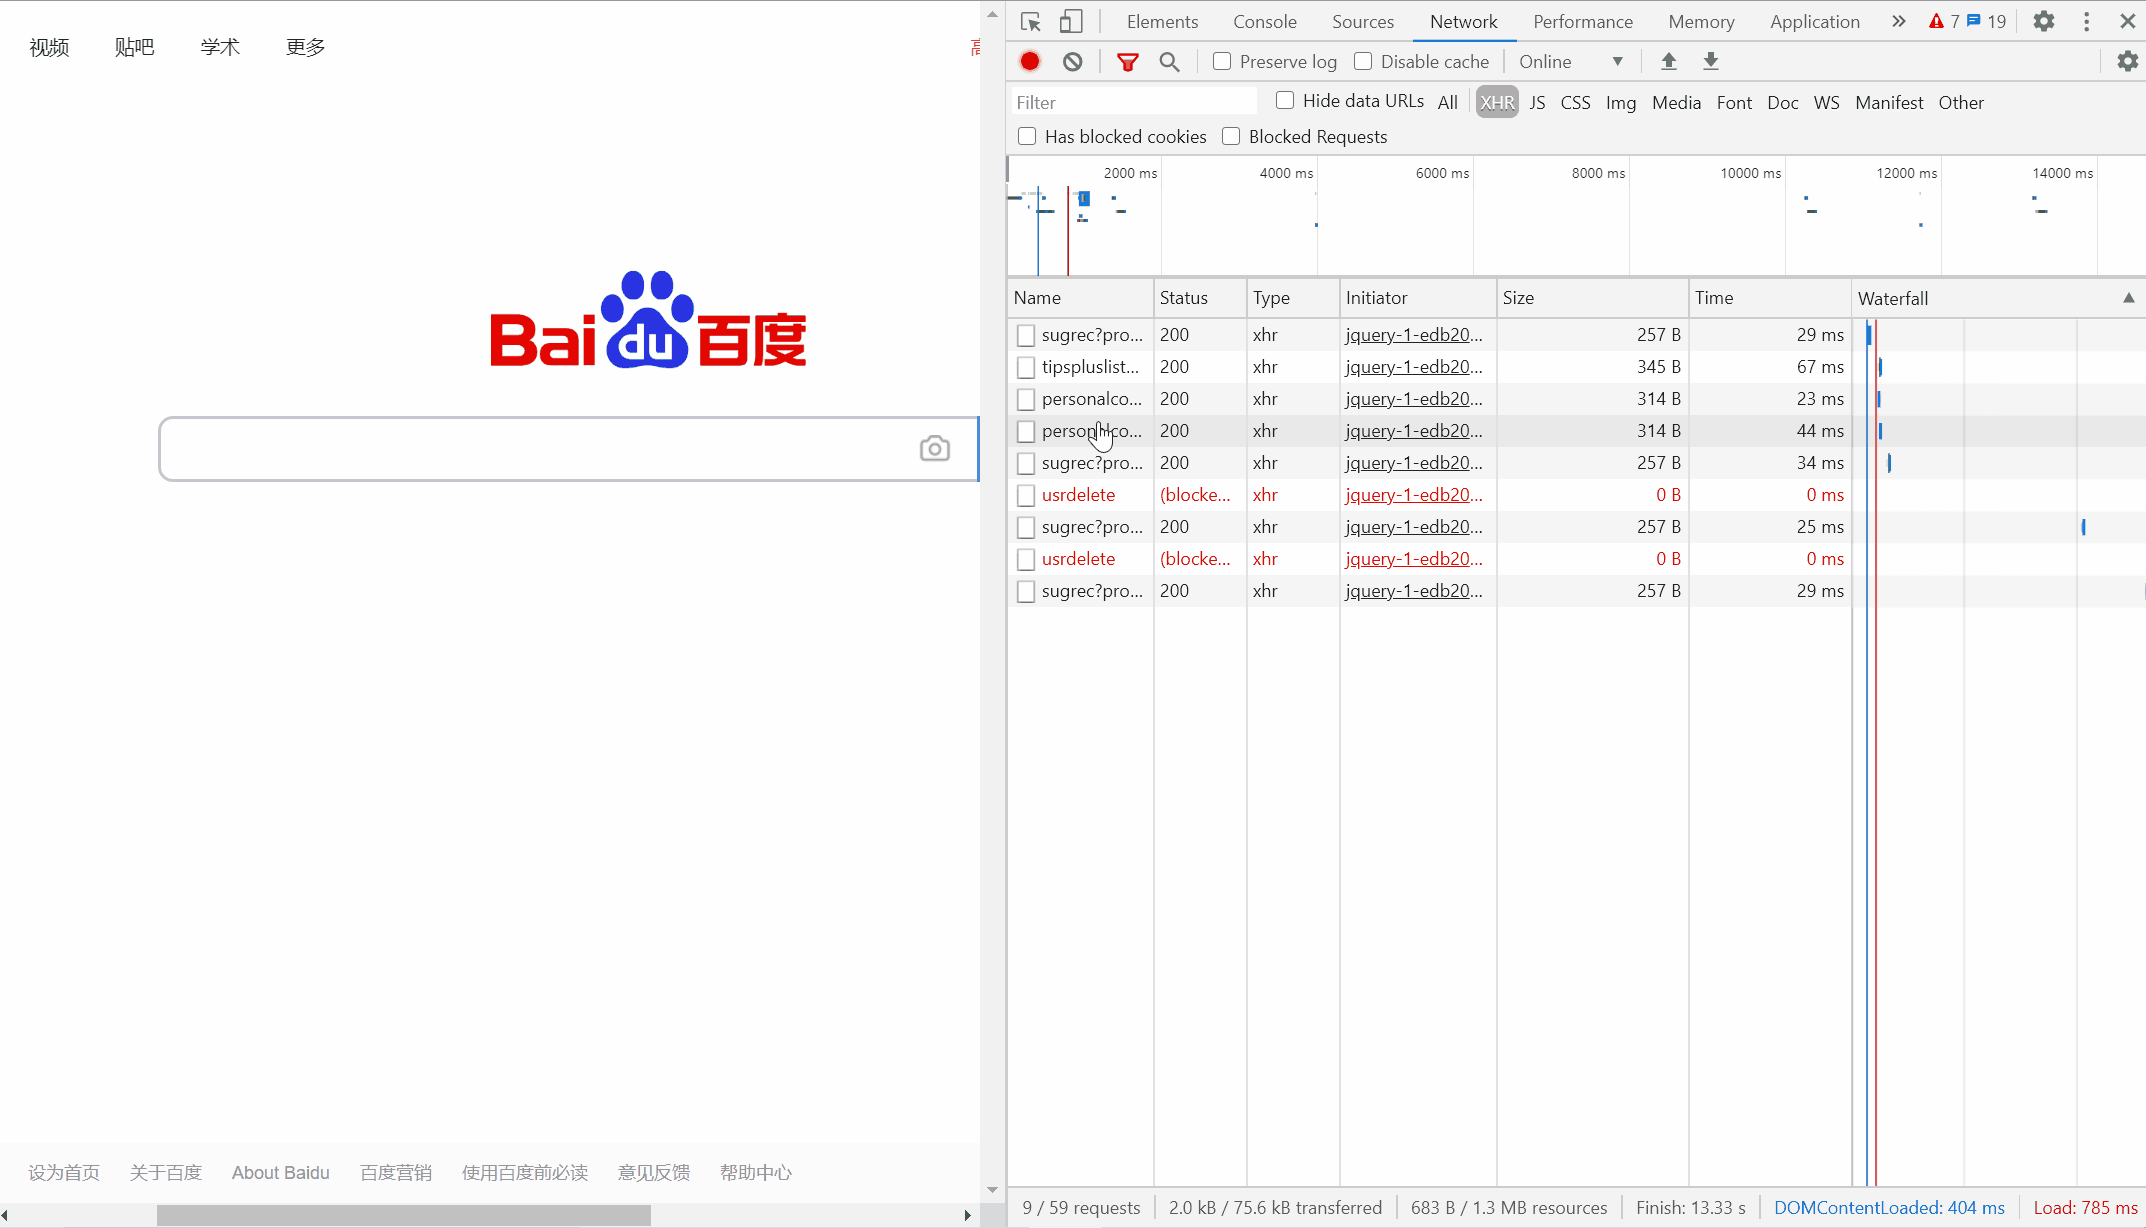 视频 贴吧 学术 更多
Bai du 百度
设为首页 关于百度 About Baidu 百度营销 使用百度前必读 意见反馈 帮助中心
Elements Console Sources Network Performance Memory Application » 7 19
Preserve log Disable cache Online
Filter Hide data URLs All XHR JS CSS Img Media Font Doc WS Manifest Other
Has blocked cookies Blocked Requests
2000 ms 4000 ms 6000 ms 8000 ms 10000 ms 12000 ms 14000 ms
Name Status Type Initiator Size Time Waterfall
sugrec?pro... 200 xhr jquery-1-edb20... 257 B 29 ms
tipspluslist... 200 xhr jquery-1-edb20... 345 B 67 ms
personalco... 200 xhr jquery-1-edb20... 314 B 23 ms
personalco... 200 xhr jquery-1-edb20... 314 B 44 ms
sugrec?pro... 200 xhr jquery-1-edb20... 257 B 34 ms
usrdelete (blocke... xhr jquery-1-edb20... 0 B 0 ms
sugrec?pro... 200 xhr jquery-1-edb20... 257 B 25 ms
usrdelete (blocke... xhr jquery-1-edb20... 0 B 0 ms
sugrec?pro... 200 xhr jquery-1-edb20... 257 B 29 ms
9 / 59 requests 2.0 kB / 75.6 kB transferred 683 B / 1.3 MB resources Finish: 13.33 s DOMContentLoaded: 404 ms Load: 785 ms